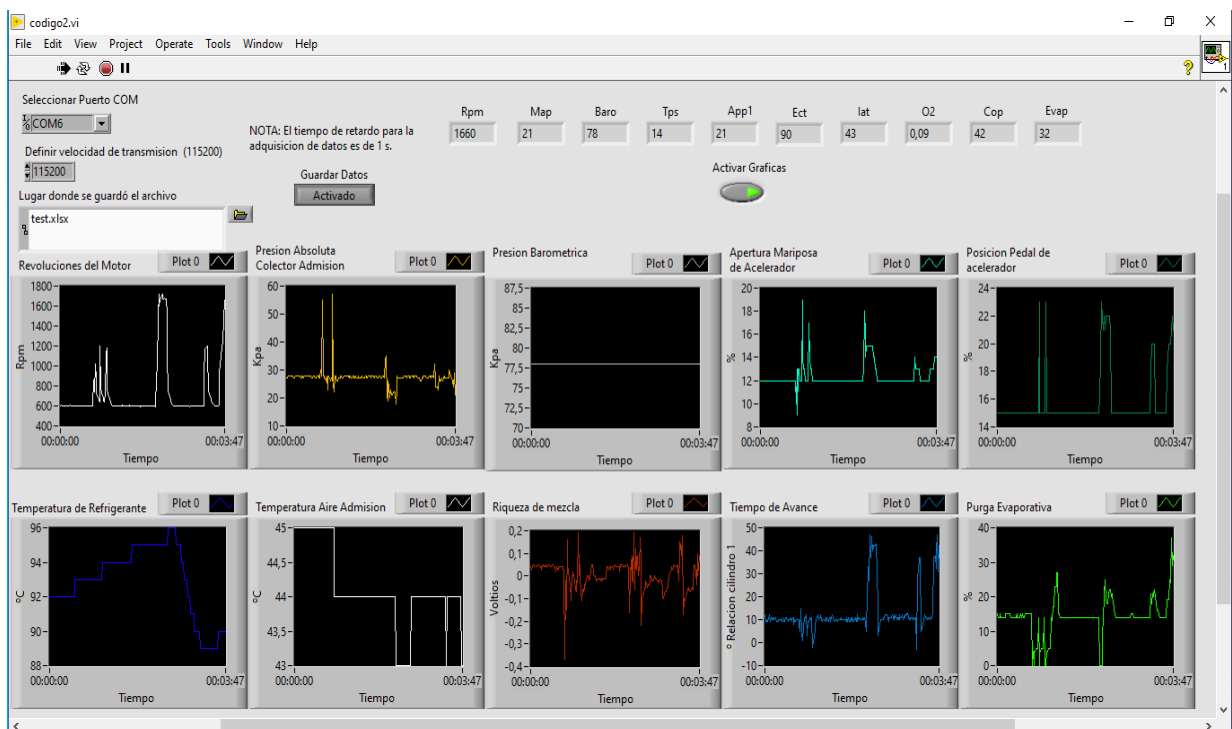 codigo2.vi
File Edit View Project Operate Tools Window Help
1
Seleccionar Puerto COM
COM6
Definir velocidad de transmision (115200)
115200
Lugar donde se guardó el archivo
test.xlsx
NOTA: El tiempo de retardo para la
adquisicion de datos es de 1 s.
Guardar Datos
Activado
Rpm Map Baro Tps App1 Ect Iat O2 Cop Evap
1660 21 78 14 21 90 43 0,09 42 32
Activar Graficas
Revoluciones del Motor
Plot 0
1800
1600
1400
1200
1000
800
600
400
Rpm
00:00:00 00:03:47
Tiempo
Presion Absoluta
Colector Admision
Plot 0
60
50
40
30
20
10
Kpa
00:00:00 00:03:47
Tiempo
Presion Barometrica
Plot 0
87,5
85
82,5
80
77,5
75
72,5
70
Kpa
00:00:00 00:03:47
Tiempo
Apertura Mariposa
de Acelerador
Plot 0
20
18
16
14
12
10
8
%
00:00:00 00:03:47
Tiempo
Posicion Pedal de
acelerador
Plot 0
24
22
20
18
16
14
%
00:00:00 00:03:47
Tiempo
Temperatura de Refrigerante
Plot 0
96
94
92
90
88
ºC
00:00:00 00:03:47
Tiempo
Temperatura Aire Admision
Plot 0
45
44,5
44
43,5
43
ºC
00:00:00 00:03:47
Tiempo
Riqueza de mezcla
Plot 0
0,2
0,1
0
-0,1
-0,2
-0,3
-0,4
Voltios
00:00:00 00:03:47
Tiempo
Tiempo de Avance
Plot 0
50
40
30
20
10
0
-10
º Relacion cilindro 1
00:00:00 00:03:47
Tiempo
Purga Evaporativa
Plot 0
40
30
20
10
0
%
00:00:00 00:03:47
Tiempo